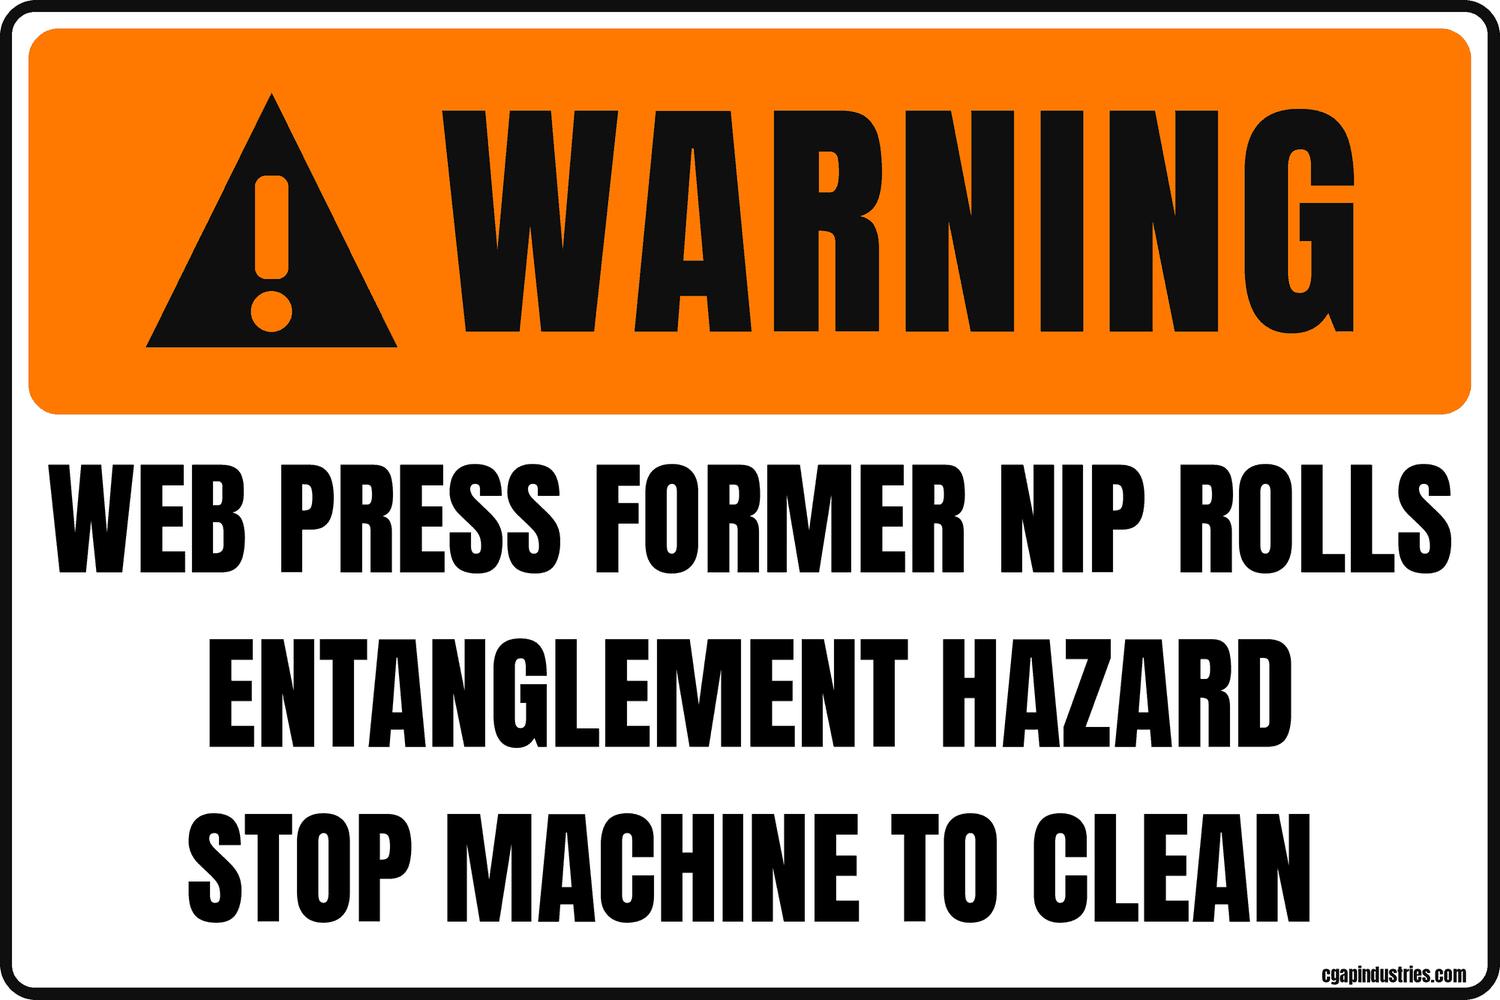 WARNING
WEB PRESS FORMER NIP ROLLS
ENTANGLEMENT HAZARD
STOP MACHINE TO CLEAN
cgapindustries.com